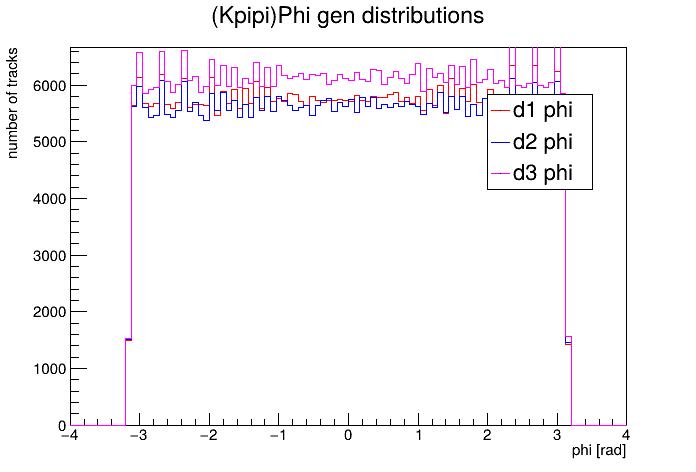 (Kpipi)Phi gen distributions
number of tracks
6000
5000
4000
3000
2000
1000
0
d1 phi
d2 phi
d3 phi
−4 −3 −2 −1 0 1 2 3 4
phi [rad]